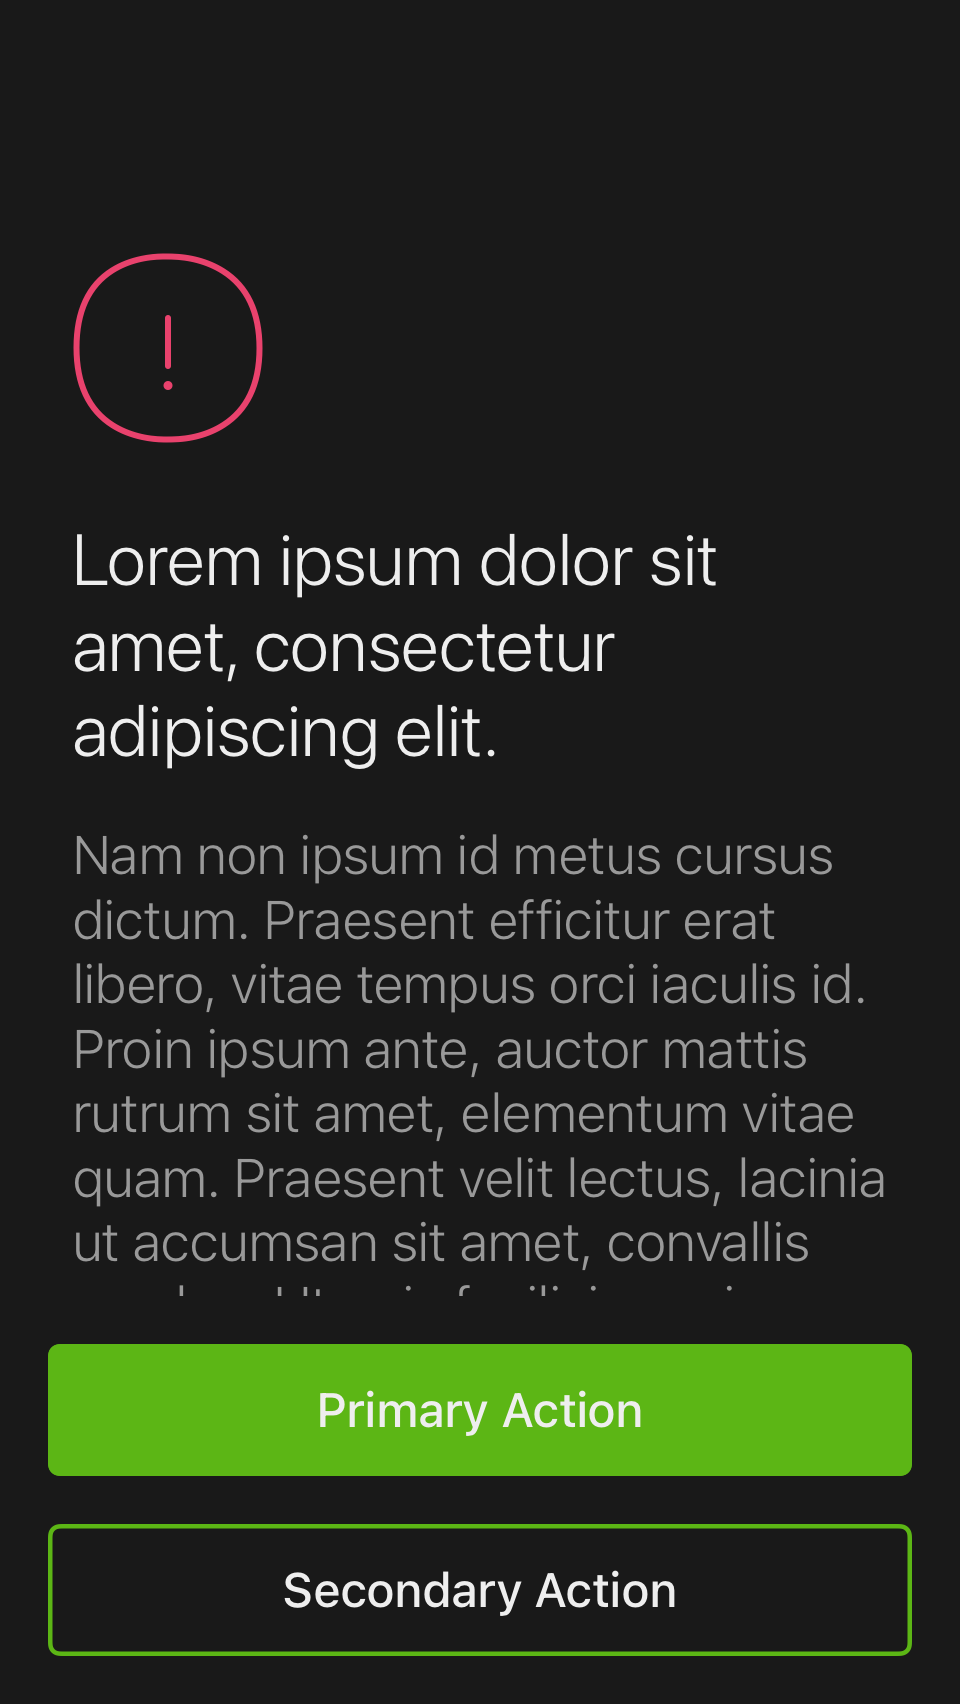 Lorem ipsum dolor sit
amet, consectetur
adipiscing elit.
Nam non ipsum id metus cursus
dictum. Praesent efficitur erat
libero, vitae tempus orci iaculis id.
Proin ipsum ante, auctor mattis
rutrum sit amet, elementum vitae
quam. Praesent velit lectus, lacinia
ut accumsan sit amet, convallis
Primary Action
Secondary Action